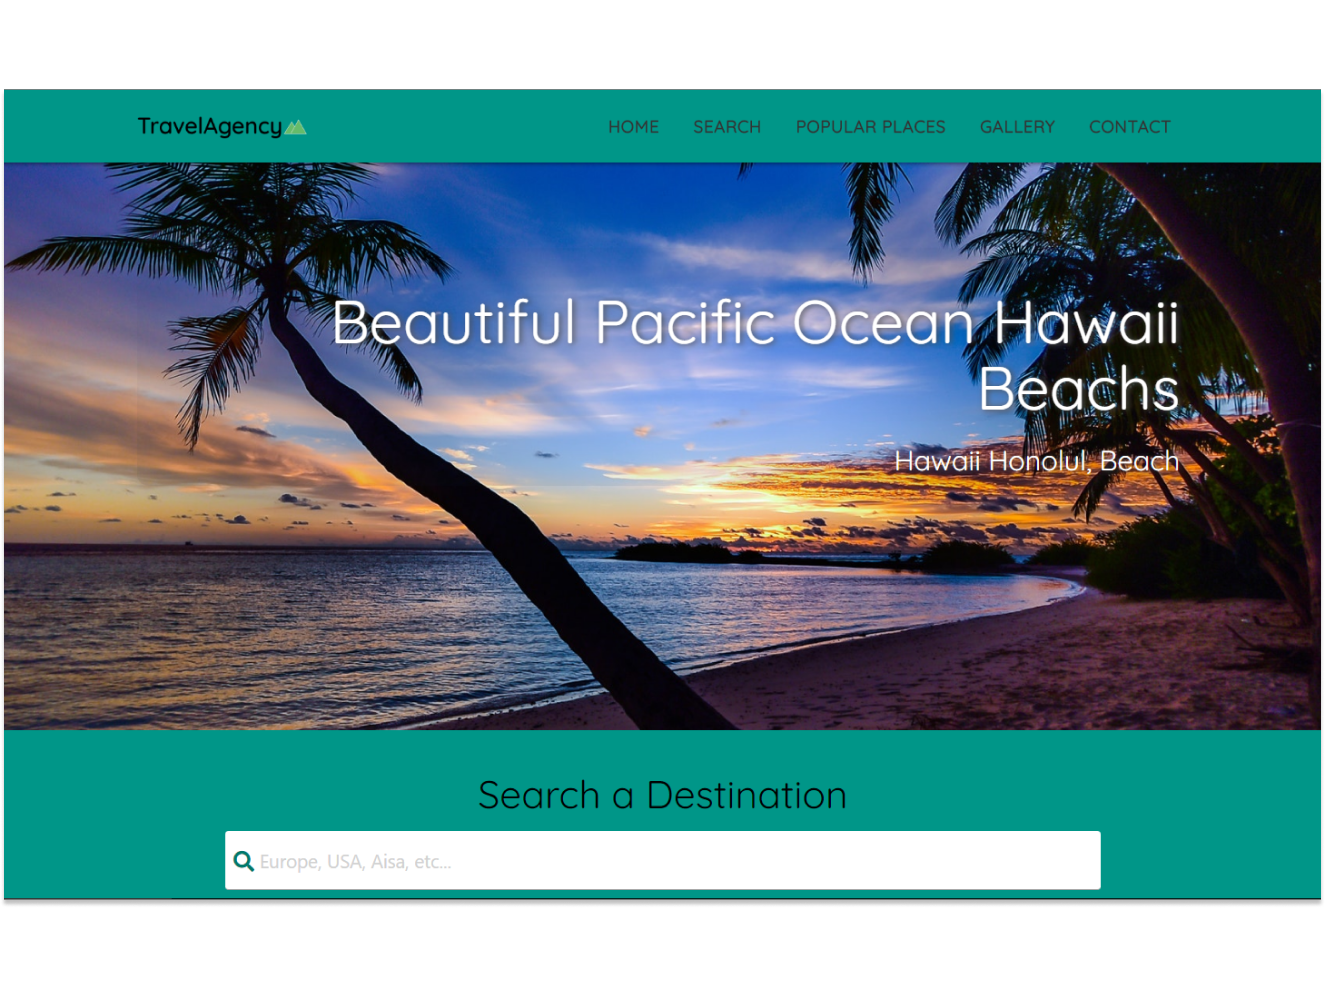 TravelAgency
HOME SEARCH POPULAR PLACES GALLERY CONTACT
Beautiful Pacific Ocean Hawaii
Beachs
Hawaii Honolul, Beach
Search a Destination
Europe, USA, Aisa, etc...